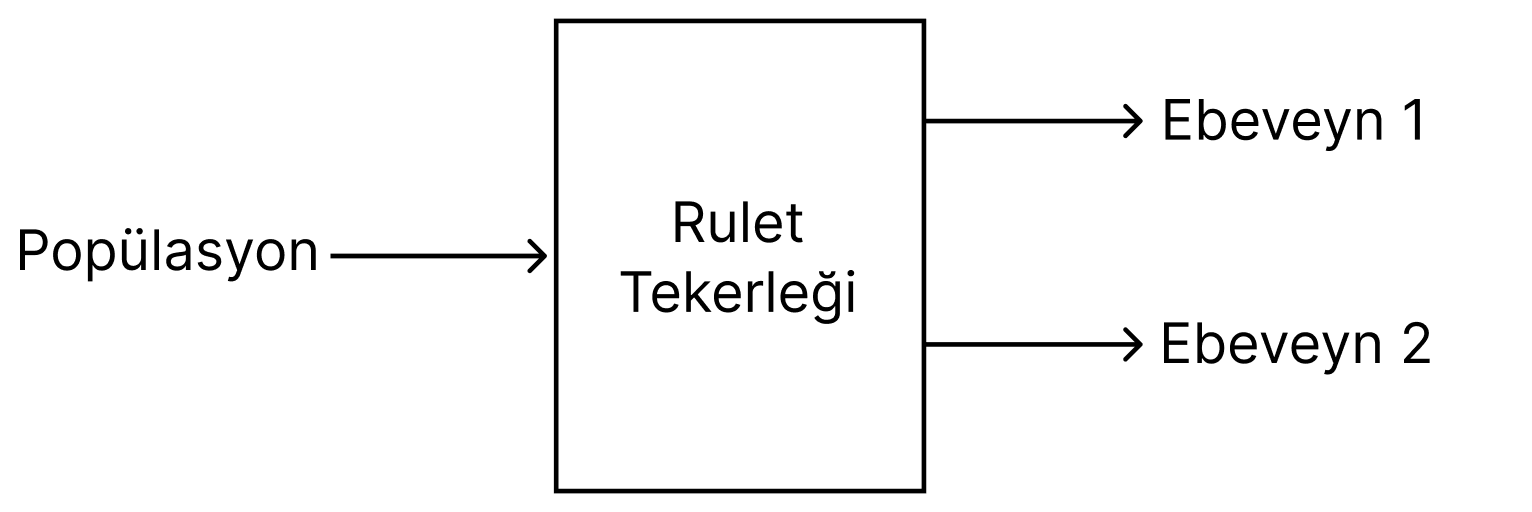 Popülasyon
Rulet
Tekerleği
Ebeveyn 1
Ebeveyn 2